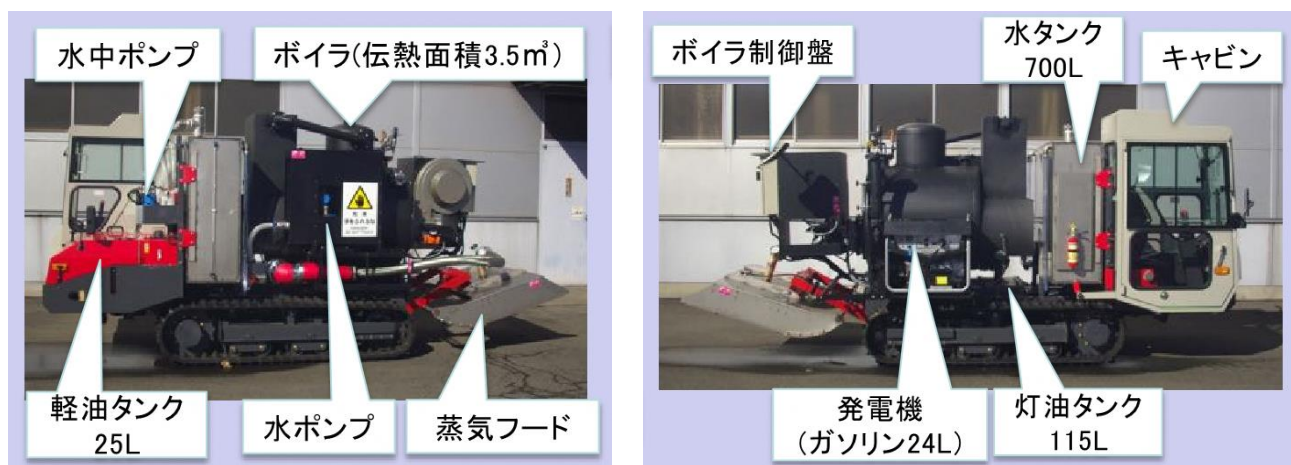 水中ポンプ
ボイラ(伝熱面積3.5㎥)
軽油タンク
25L
水ポンプ
蒸気フード
ボイラ制御盤
水タンク
700L
キャビン
発電機
(ガソリン24L)
灯油タンク
115L